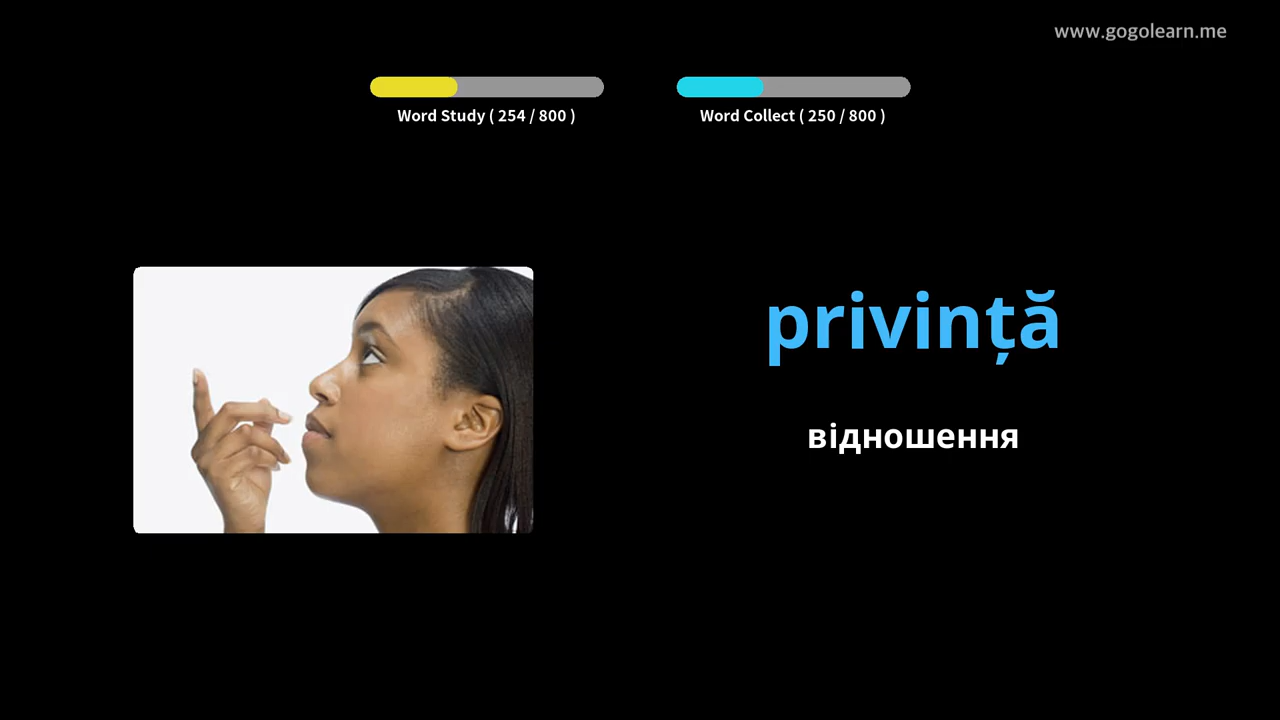 www.gogolearn.me
Word Study ( 254 / 800 )
Word Collect ( 250 / 800 )
privință
відношення